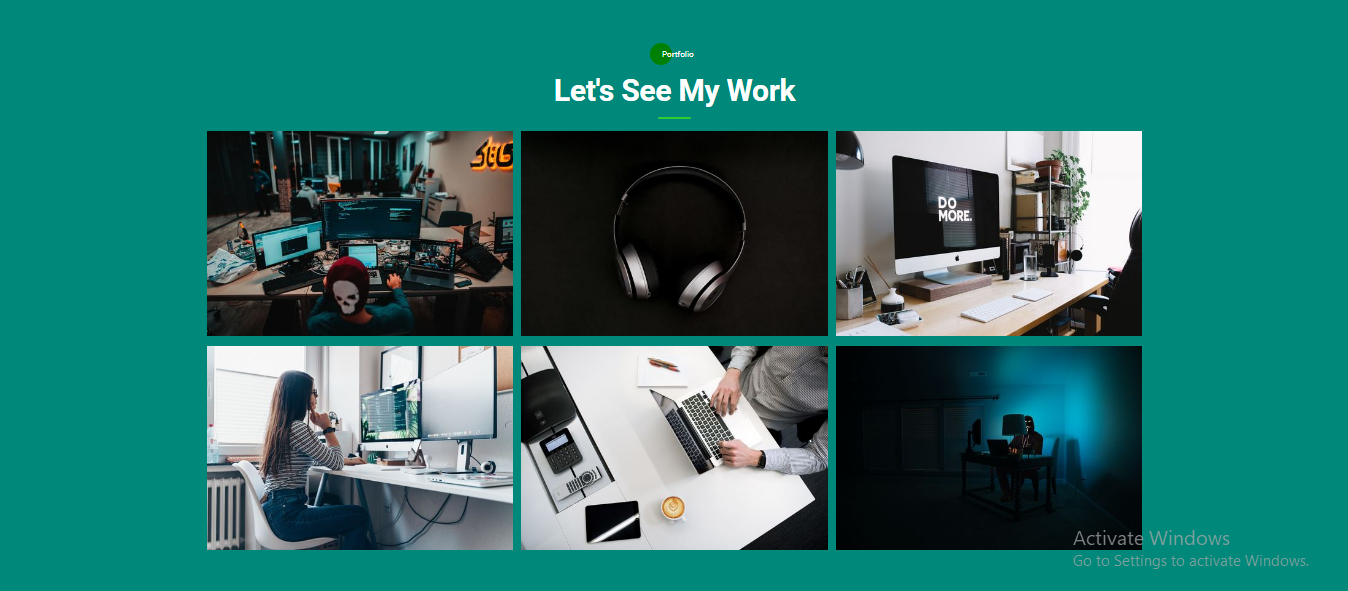 Portfolio
Let's See My Work
DO
MORE.
Activate Windows
Go to Settings to activate Windows.